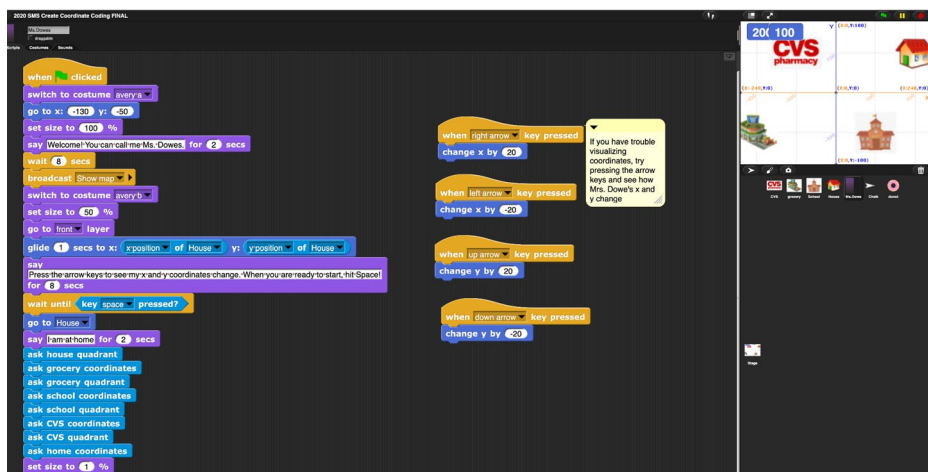 2020 SMS Create Coordinate Coding FINAL
Ms.Dowes
draggable
Scripts Costumes Sounds
when clicked
switch to costume avery a
go to x: -130 y: -50
set size to 100 %
say Welcome! You can call me Ms. Dowes, for 2 secs
wait 8 secs
broadcast Show map
switch to costume avery b
set size to 50 %
go to front layer
glide 1 secs to x: x position of House y: y position of House
say
Press the arrow keys to see my x and y coordinates change. When you are ready to start, hit Space!
for 8 secs
wait until key space pressed?
go to House
say I am at home for 2 secs
ask house quadrant
ask grocery coordinates
ask grocery quadrant
ask school coordinates
ask school quadrant
ask CVS coordinates
ask CVS quadrant
ask home coordinates
set size to 1 %
when right arrow key pressed
change x by 20
when left arrow key pressed
change x by -20
when up arrow key pressed
change y by 20
when down arrow key pressed
change y by -20
If you have trouble
visualizing
coordinates, try
pressing the arrow
keys and see how
Mrs. Dowe's x and
y change
200 100
Y
(X:0,Y:100)
CVS
pharmacy
(X:-240,Y:0)
(X:0,Y:0)
(X:240,Y:0)
(X:0,Y:-100)
CVS
CVS grocery School House Ms.Dowes Chalk donut
Stage